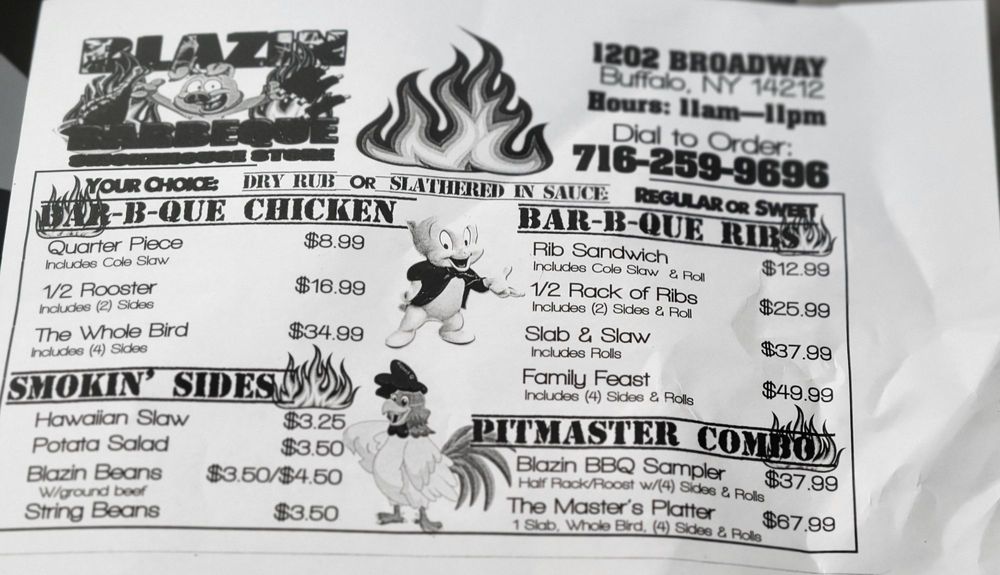 BLAZIN
BARBEQUE
SMOKEHOUSE STORE
1202 BROADWAY
Buffalo, NY 14212
Hours: 11am—11pm
Dial to Order:
716-259-9696
YOUR CHOICE: DRY RUB OR SLATHERED IN SAUCE: REGULAR OR SWEET
BAR-B-QUE CHICKEN
Quarter Piece $8.99
Includes Cole Slaw
1/2 Rooster $16.99
Includes (2) Sides
The Whole Bird $34.99
Includes (4) Sides
SMOKIN' SIDES
Hawaiian Slaw $3.25
Potata Salad $3.50
Blazin Beans $3.50/$4.50
W/ground beef
String Beans $3.50
BAR-B-QUE RIBS
Rib Sandwich $12.99
Includes Cole Slaw & Roll
1/2 Rack of Ribs $25.99
Includes (2) Sides & Roll
Slab & Slaw $37.99
Includes Rolls
Family Feast $49.99
Includes (4) Sides & Rolls
PITMASTER COMBO
Blazin BBQ Sampler $37.99
Half Rack/Roost w/(4) Sides & Rolls
The Master's Platter $67.99
1 Slab, Whole Bird, (4) Sides & Rolls